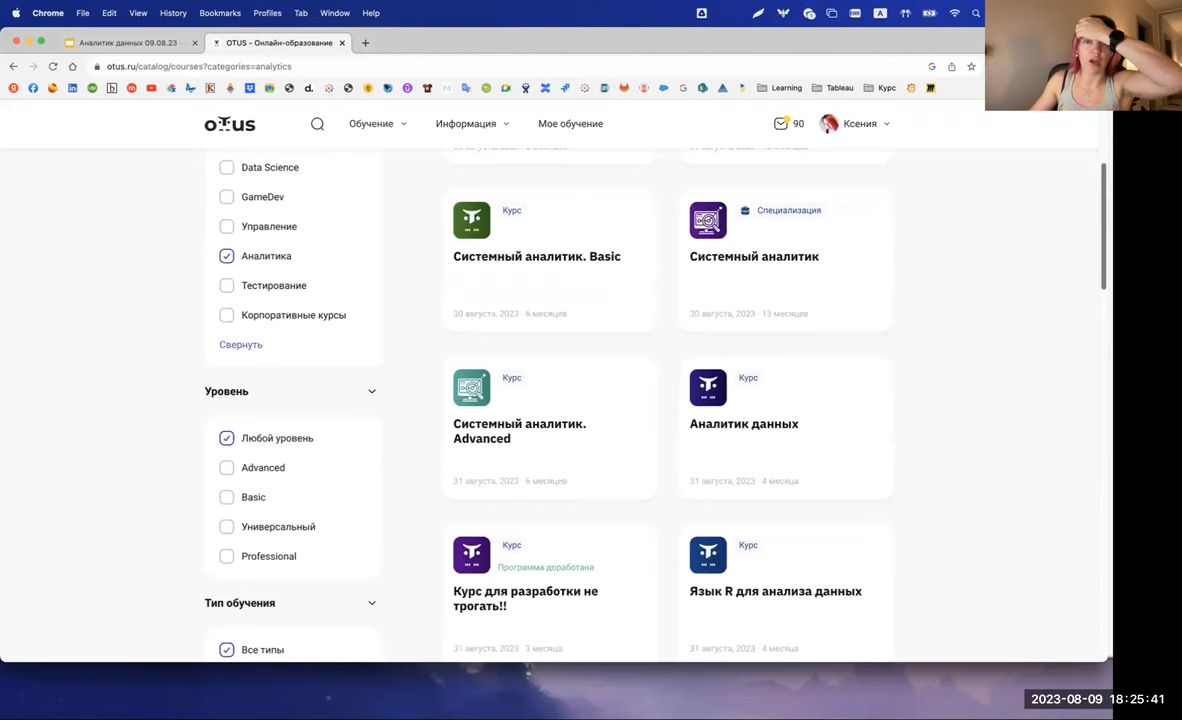 Chrome File Edit View History Bookmarks Profiles Tab Window Help
A
Аналитик данных 09.08.23 -
OTUS - Онлайн-образование
otus.ru/catalog/courses?categories=analytics
Learning
Tableau
Курс
OTUS
Обучение
Информация
Мое обучение
90
Ксения
Data Science
GameDev
Управление
Аналитика
Тестирование
Корпоративные курсы
Свернуть
Уровень
Любой уровень
Advanced
Basic
Универсальный
Professional
Тип обучения
Все типы
Курс
Системный аналитик. Basic
30 августа, 2023 · 6 месяцев
Специализация
Системный аналитик
30 августа, 2023 · 13 месяцев
Курс
Системный аналитик.
Advanced
31 августа, 2023 · 6 месяцев
Курс
Аналитик данных
31 августа, 2023 · 4 месяца
Курс
Программа доработана
Курс для разработки не
трогать!!
31 августа, 2023 · 3 месяца
Курс
Язык R для анализа данных
31 августа, 2023 · 4 месяца
2023-08-09 18:25:41